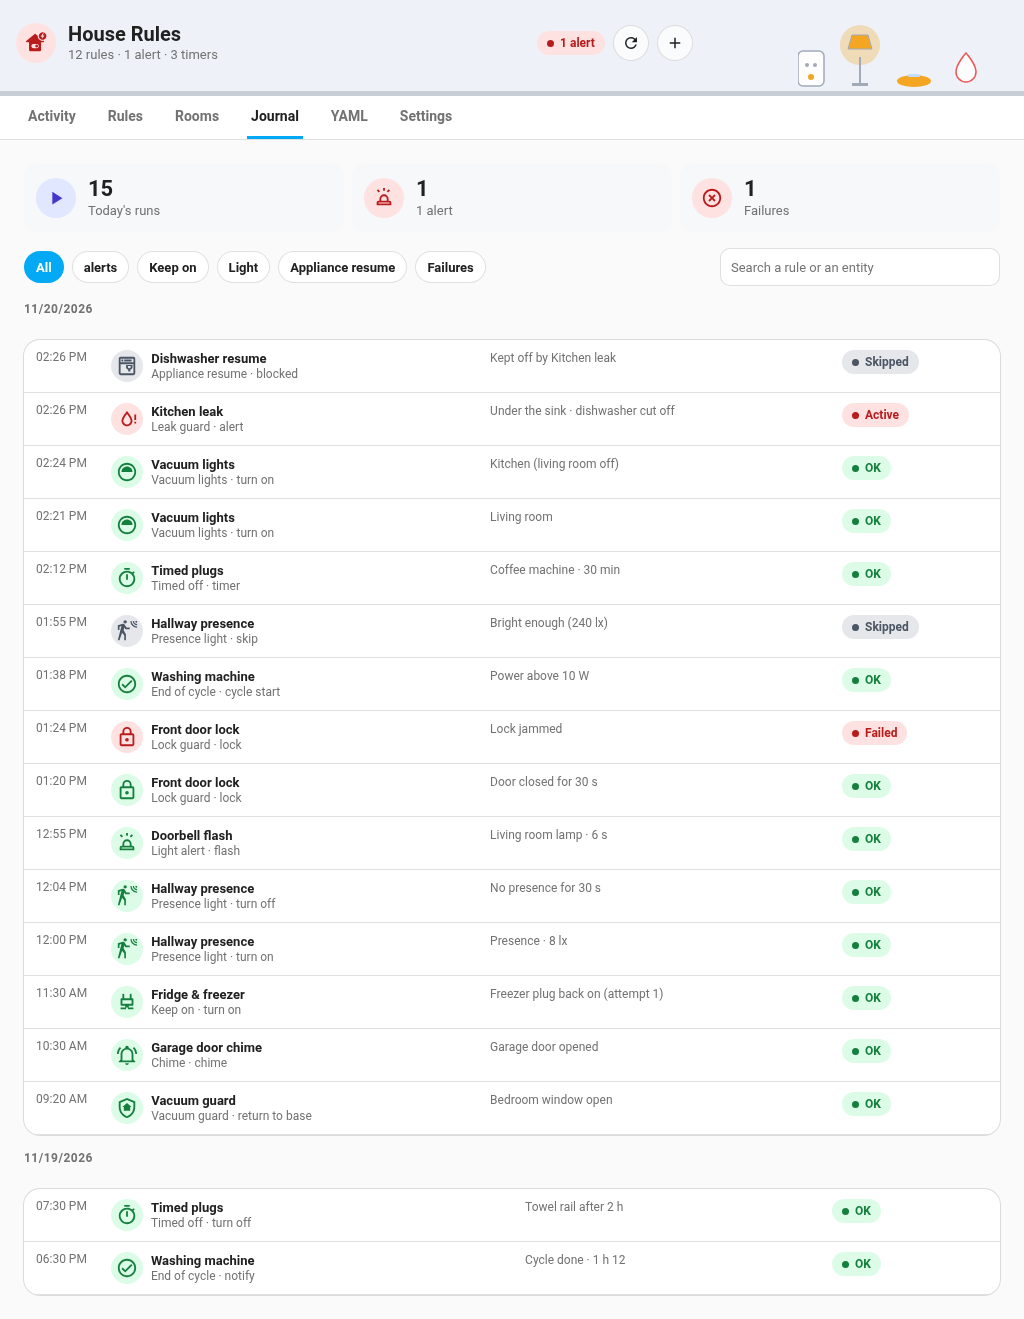 House Rules
12 rules · 1 alert · 3 timers
1 alert
Activity
Rules
Rooms
Journal
YAML
Settings
15
Today's runs
1
1 alert
1
Failures
All
alerts
Keep on
Light
Appliance resume
Failures
Search a rule or an entity
11/20/2026
02:26 PM
Dishwasher resume
Appliance resume · blocked
Kept off by Kitchen leak
Skipped
02:26 PM
Kitchen leak
Leak guard · alert
Under the sink · dishwasher cut off
Active
02:24 PM
Vacuum lights
Vacuum lights · turn on
Kitchen (living room off)
OK
02:21 PM
Vacuum lights
Vacuum lights · turn on
Living room
OK
02:12 PM
Timed plugs
Timed off · timer
Coffee machine · 30 min
OK
01:55 PM
Hallway presence
Presence light · skip
Bright enough (240 lx)
Skipped
01:38 PM
Washing machine
End of cycle · cycle start
Power above 10 W
OK
01:24 PM
Front door lock
Lock guard · lock
Lock jammed
Failed
01:20 PM
Front door lock
Lock guard · lock
Door closed for 30 s
OK
12:55 PM
Doorbell flash
Light alert · flash
Living room lamp · 6 s
OK
12:04 PM
Hallway presence
Presence light · turn off
No presence for 30 s
OK
12:00 PM
Hallway presence
Presence light · turn on
Presence · 8 lx
OK
11:30 AM
Fridge & freezer
Keep on · turn on
Freezer plug back on (attempt 1)
OK
10:30 AM
Garage door chime
Chime · chime
Garage door opened
OK
09:20 AM
Vacuum guard
Vacuum guard · return to base
Bedroom window open
OK
11/19/2026
07:30 PM
Timed plugs
Timed off · turn off
Towel rail after 2 h
OK
06:30 PM
Washing machine
End of cycle · notify
Cycle done · 1 h 12
OK